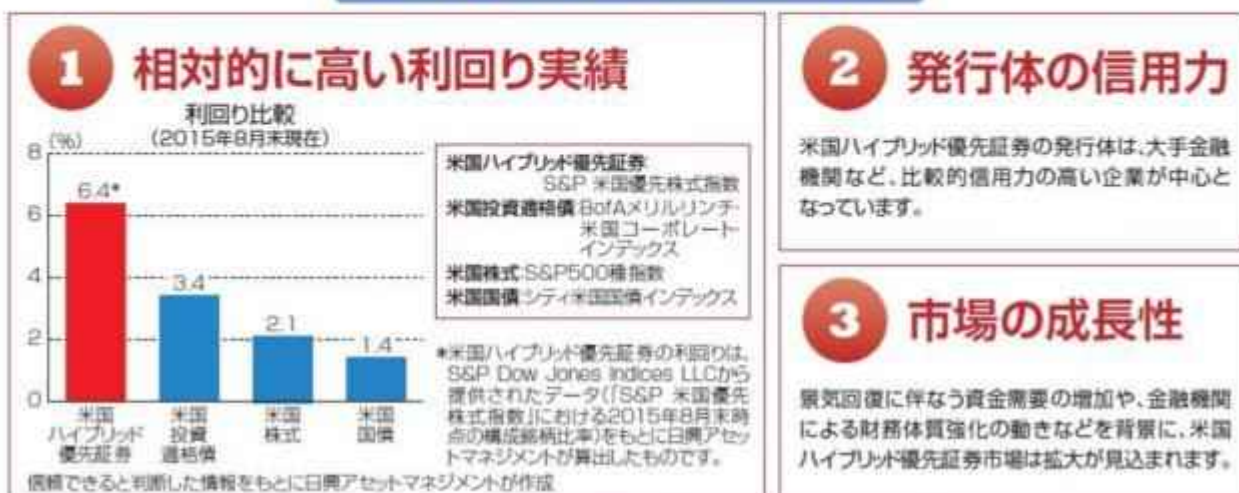 1 相対的に高い利回り実績
利回り比較
(2015年8月末現在)
(%)
8
6
4
2
0
6.4*
3.4
2.1
1.4
米国
ハイブリッド
優先証券
米国
投資
適格債
米国
株式
米国
国債
米国ハイブリッド優先証券:
S&P 米国優先株式指数
米国投資適格債:BofAメリルリンチ・
米国コーポレート・
インデックス
米国株式:S&P500種指数
米国国債:シティ米国国債インデックス
*米国ハイブリッド優先証券の利回りは、
S&P Dow Jones Indices LLCから
提供されたデータ(「S&P 米国優先
株式指数」における2015年8月末時
点の構成銘柄比率)をもとに日興アセッ
トマネジメントが算出したものです。
信頼できると判断した情報をもとに日興アセットマネジメントが作成
2 発行体の信用力
米国ハイブリッド優先証券の発行体は、大手金融
機関など、比較的信用力の高い企業が中心と
なっています。
3 市場の成長性
景気回復に伴なう資金需要の増加や、金融機関
による財務体質強化の動きなどを背景に、米国
ハイブリッド優先証券市場は拡大が見込まれます。